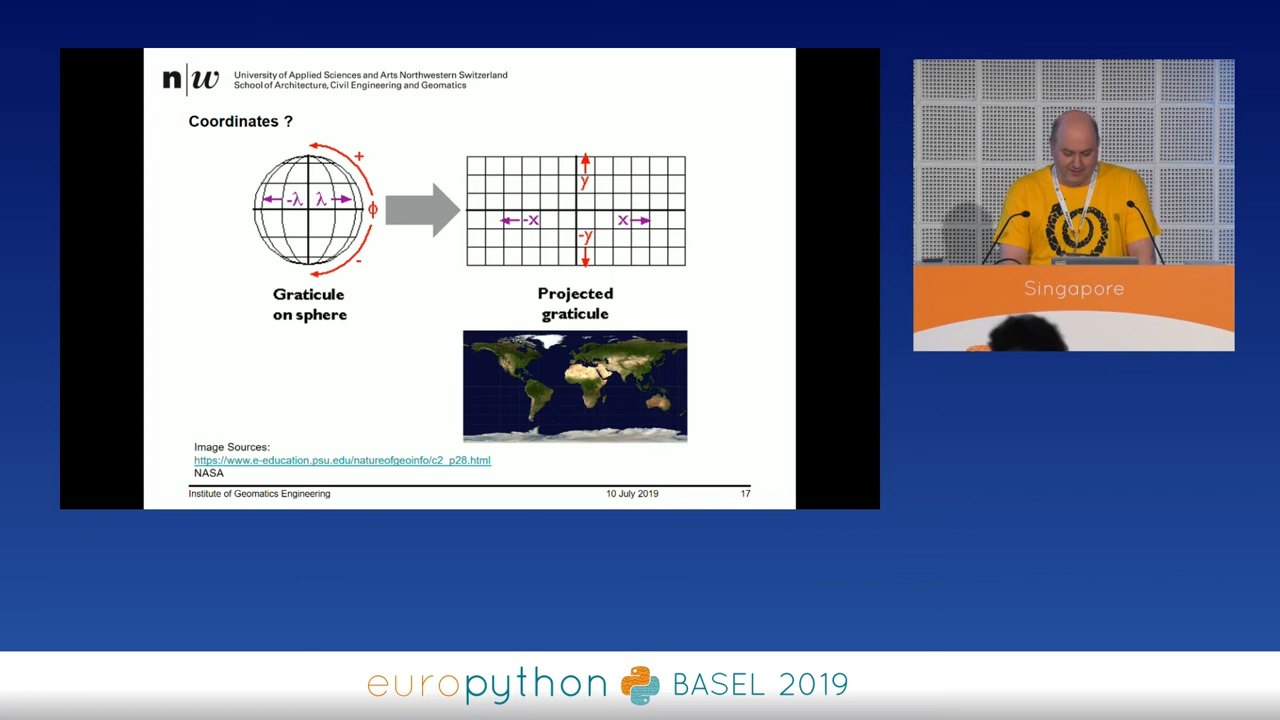 n|w
University of Applied Sciences and Arts Northwestern Switzerland
School of Architecture, Civil Engineering and Geomatics
Coordinates ?
+
-λ λ
ϕ
-
y
-x x
-y
Graticule
on sphere
Projected
graticule
Image Sources:
https://www.e-education.psu.edu/natureofgeoinfo/c2_p28.html
NASA
Institute of Geomatics Engineering 10 July 2019 17
Singapore
europython BASEL 2019